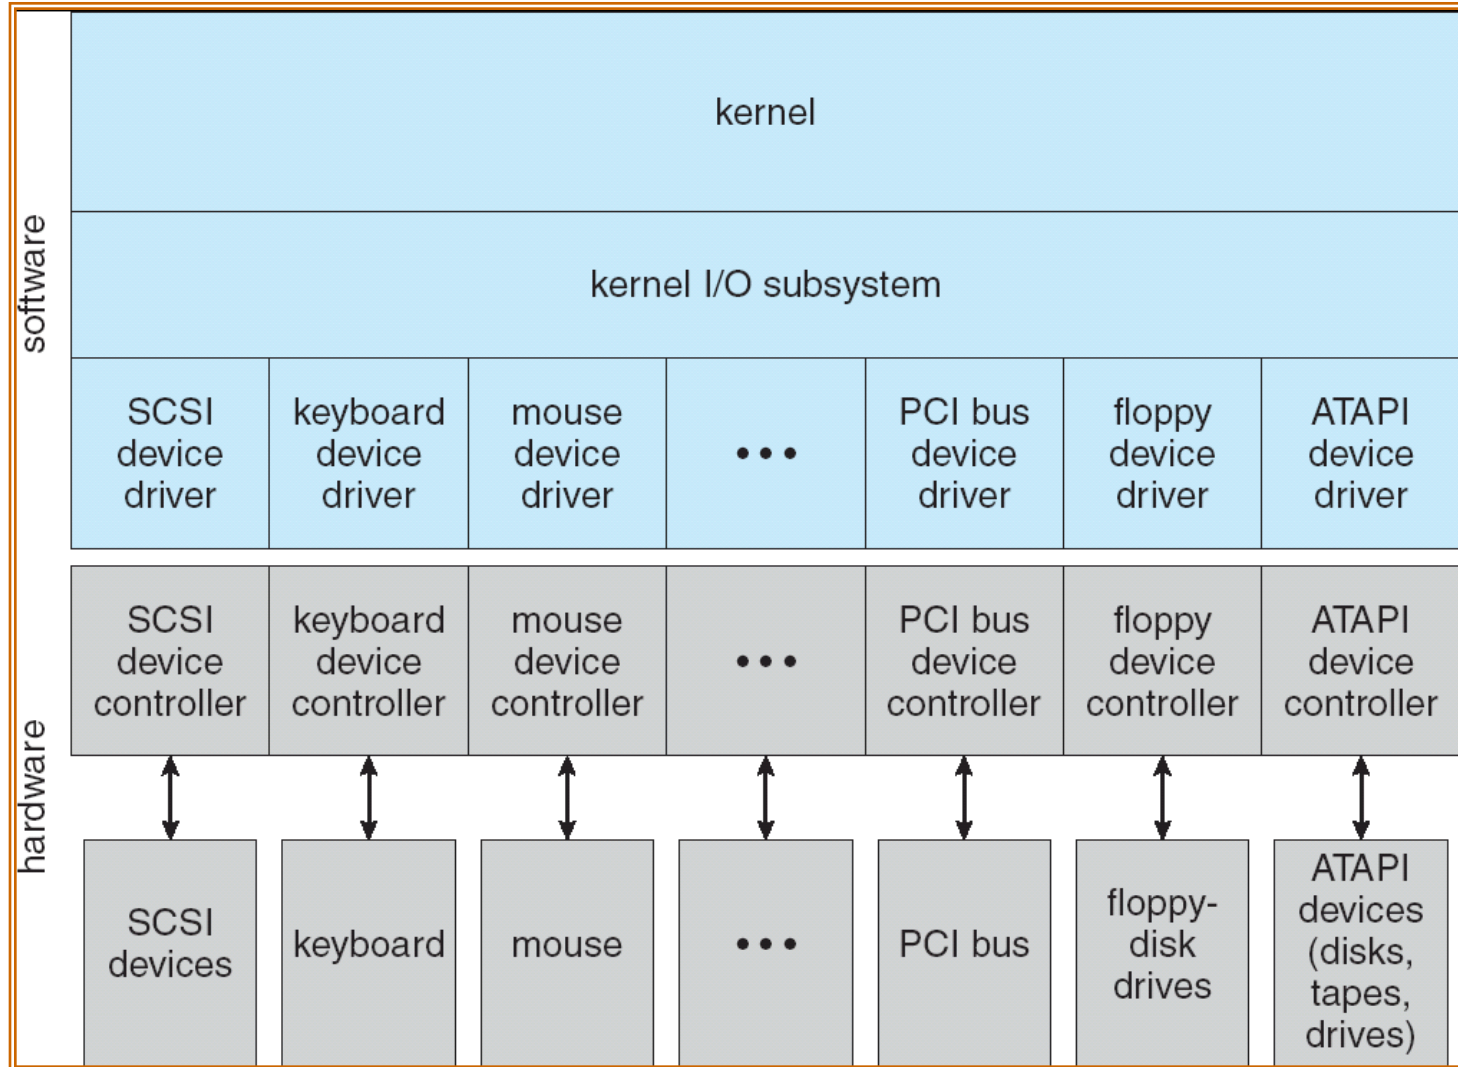 software
kernel
kernel I/O subsystem
SCSI
device
driver
keyboard
device
driver
mouse
device
driver
•••
PCI bus
device
driver
floppy
device
driver
ATAPI
device
driver
hardware
SCSI
device
controller
keyboard
device
controller
mouse
device
controller
•••
PCI bus
device
controller
floppy
device
controller
ATAPI
device
controller
SCSI
devices
keyboard
mouse
•••
PCI bus
floppy-
disk
drives
ATAPI
devices
(disks,
tapes,
drives)